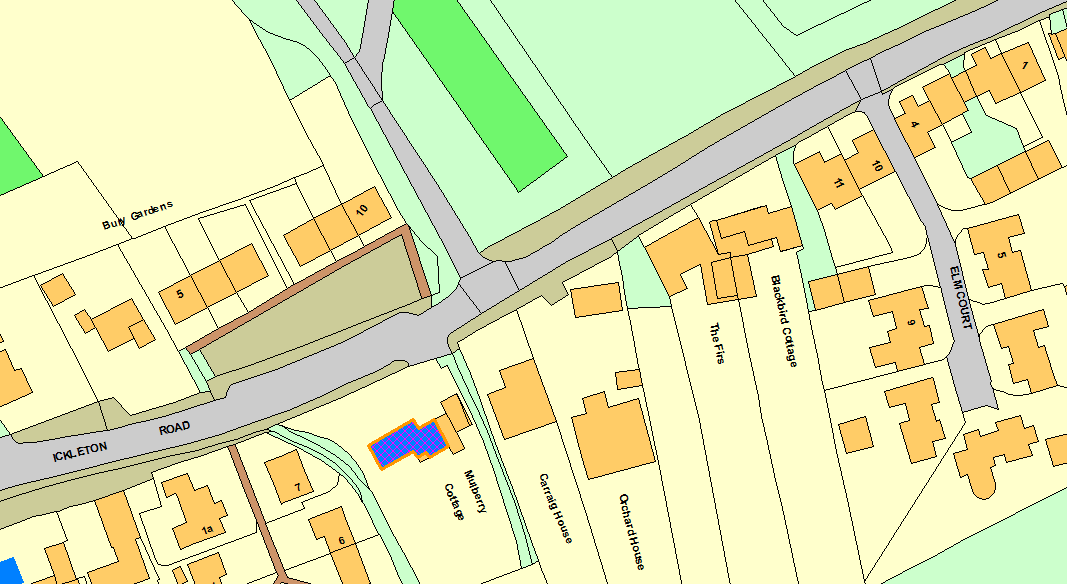 7
4
10
11
Bury Gardens
10
5
5
ELM COURT
Blackbird Cottage
The Firs
9
ICKLETON ROAD
Mulberry
Cottage
Carraig House
Orchard House
7
1a
6